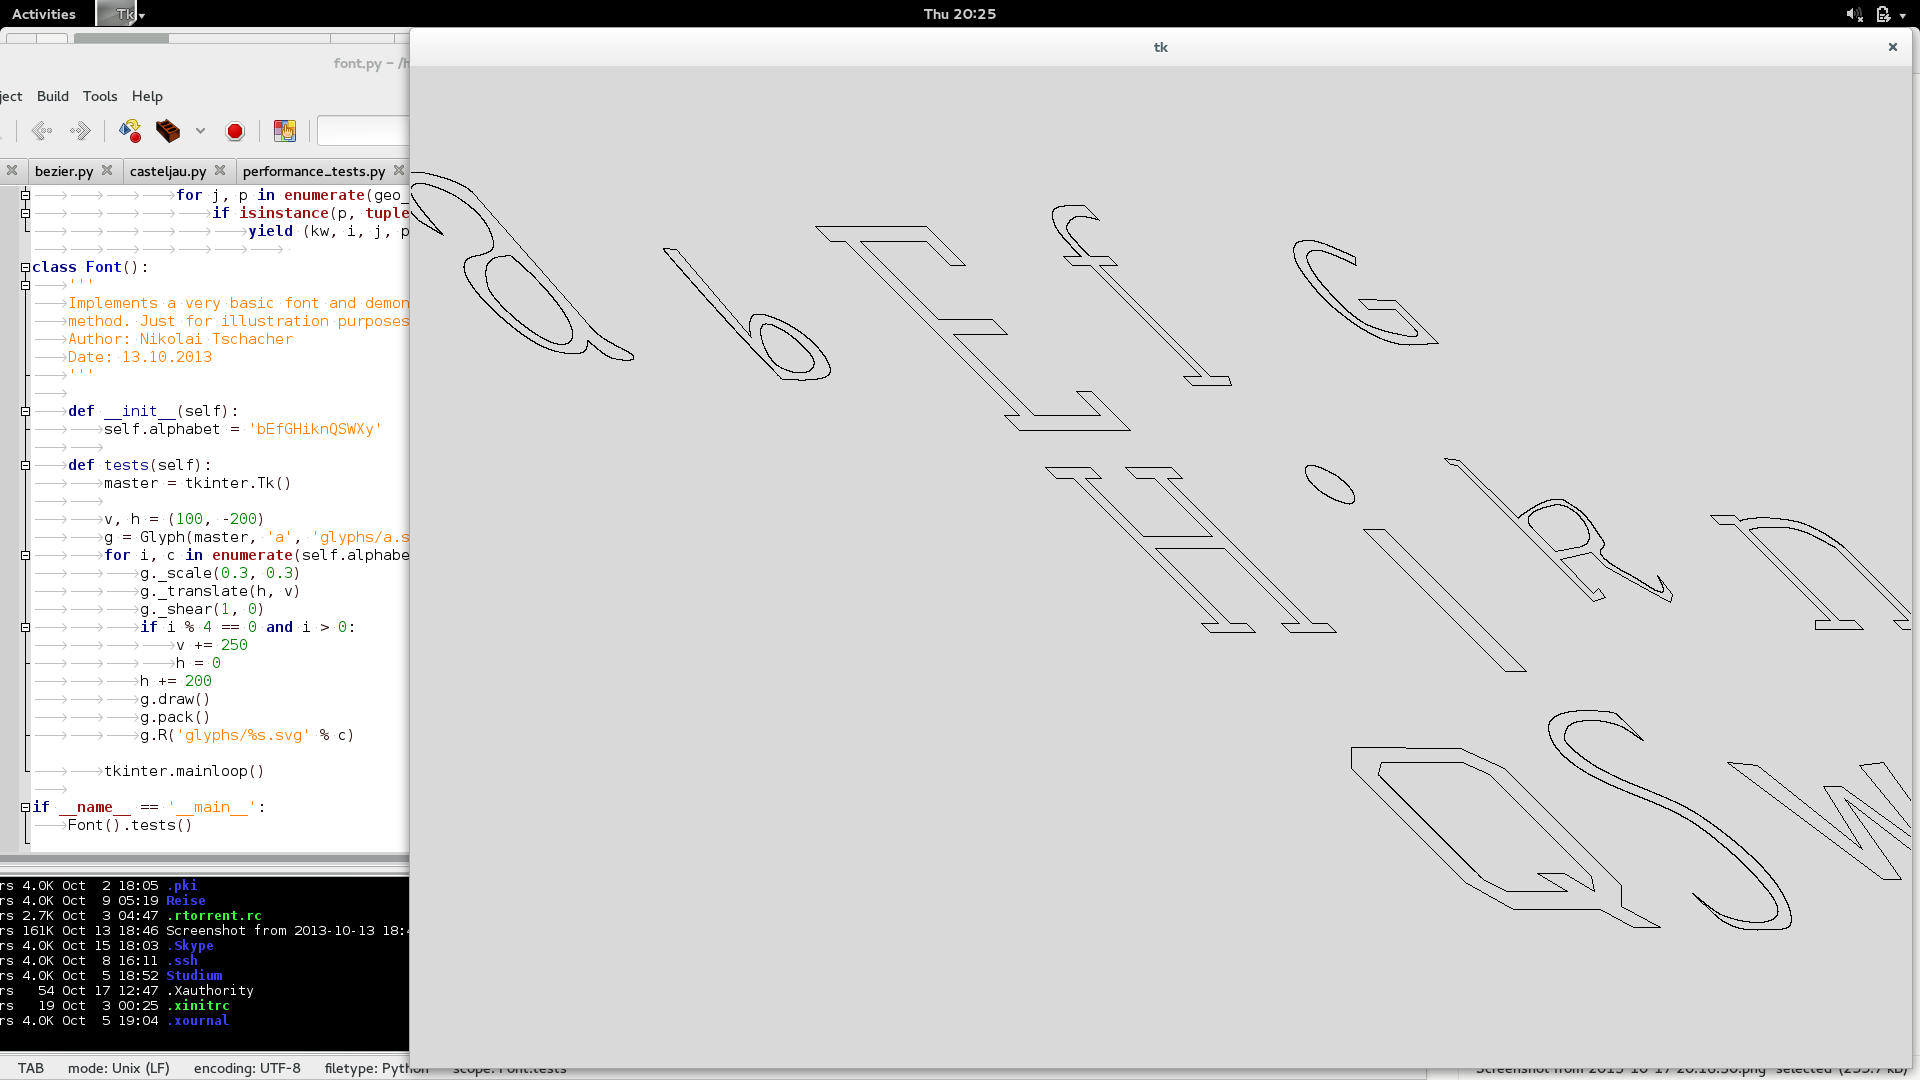 Activities Tk Thu 20:25
tk
font.py – /h
ject Build Tools Help
bezier.py casteljau.py performance_tests.py
for j, p in enumerate(geo_
if isinstance(p, tuple
yield (kw, i, j, p
class Font():
'''
Implements a very basic font and demon
method. Just for illustration purposes
Author: Nikolai Tschacher
Date: 13.10.2013
'''
def __init__(self):
self.alphabet = 'bEfGHiknQSWXy'
def tests(self):
master = tkinter.Tk()
v, h = (100, -200)
g = Glyph(master, 'a', 'glyphs/a.s
for i, c in enumerate(self.alphabe
g._scale(0.3, 0.3)
g._translate(h, v)
g._shear(1, 0)
if i % 4 == 0 and i > 0:
v += 250
h = 0
h += 200
g.draw()
g.pack()
g.R('glyphs/%s.svg' % c)
tkinter.mainloop()
if __name__ == '__main__':
Font().tests()
rs 4.0K Oct 2 18:05 .pki
rs 4.0K Oct 9 05:19 Reise
rs 2.7K Oct 3 04:47 .rtorrent.rc
rs 161K Oct 13 18:46 Screenshot from 2013-10-13 18:4
rs 4.0K Oct 15 18:03 .Skype
rs 4.0K Oct 8 16:11 .ssh
rs 4.0K Oct 5 18:52 Studium
rs 54 Oct 17 12:47 .Xauthority
rs 19 Oct 3 00:25 .xinitrc
rs 4.0K Oct 5 19:04 .xournal
TAB mode: Unix (LF) encoding: UTF-8 filetype: Python scope: Font.tests
a b E f G
H i k n
Q S W